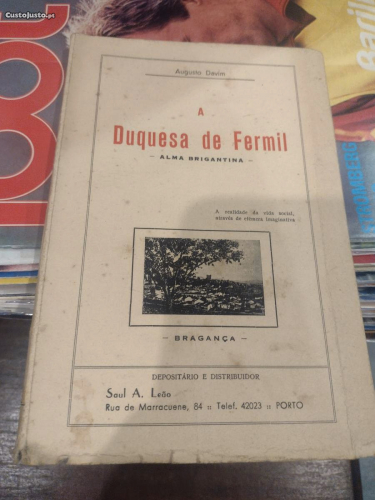 CustoJusto.pt
Augusto Davim
A
Duquesa de Fermil
- ALMA BRIGANTINA -
A realidade da vida social,
através da ciência imaginativa
- BRAGANÇA -
DEPOSITÁRIO E DISTRIBUIDOR
Saul A. Leão
Rua de Marracuene, 84 :: Telef. 42023 :: PORTO